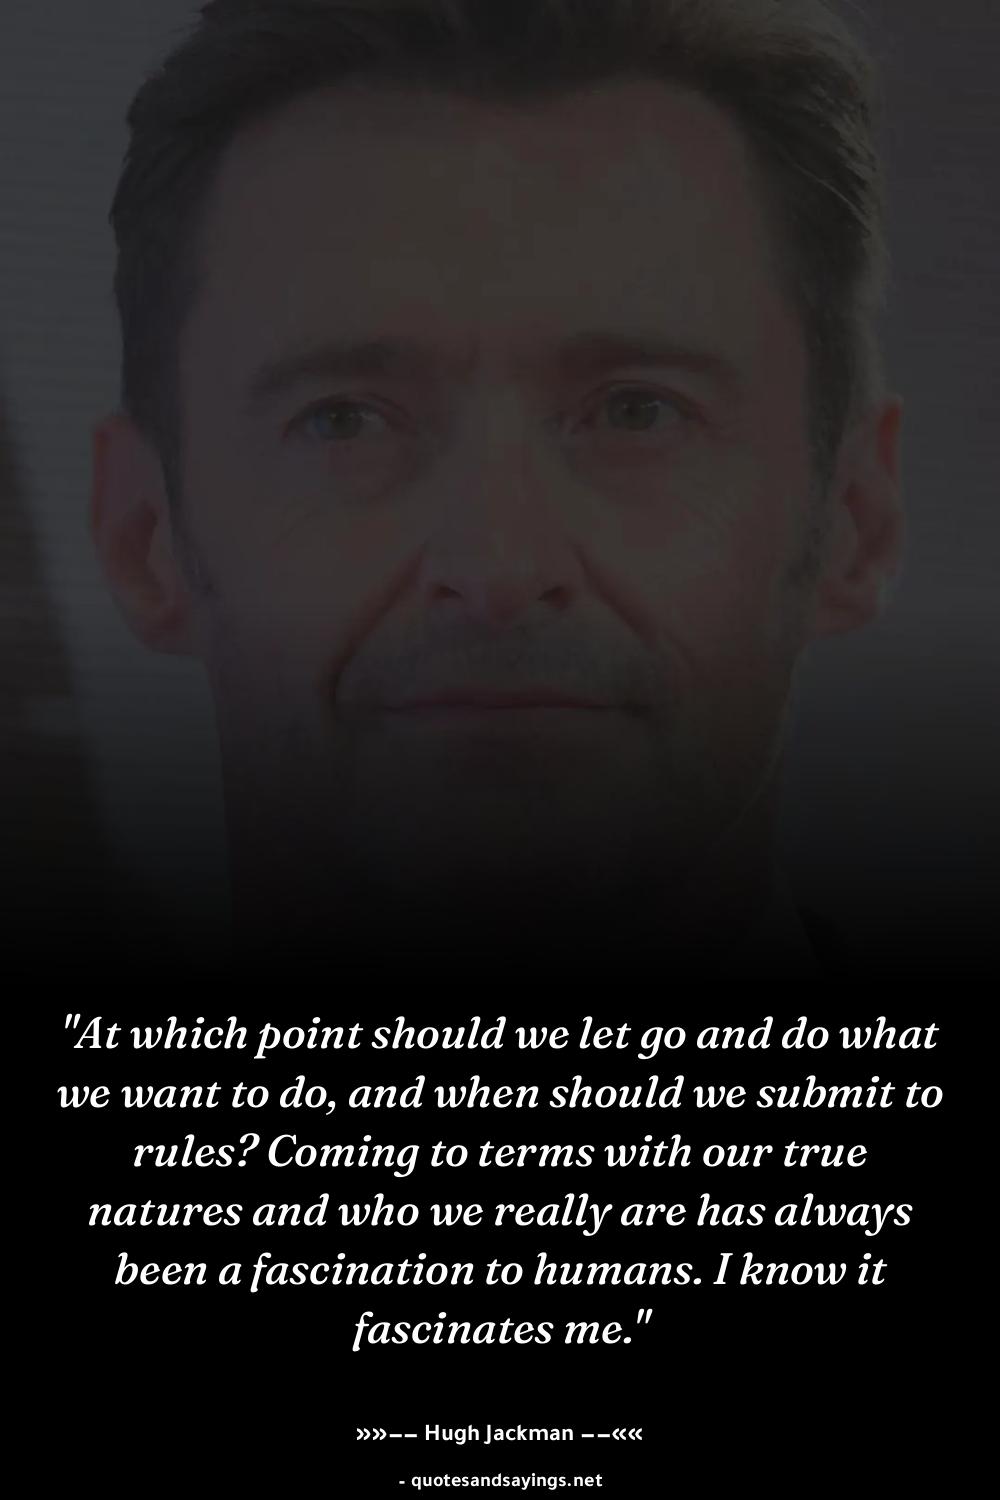 "At which point should we let go and do what
we want to do, and when should we submit to
rules? Coming to terms with our true
natures and who we really are has always
been a fascination to humans. I know it
fascinates me."
»»−− Hugh Jackman −−««
- quotesandsayings.net